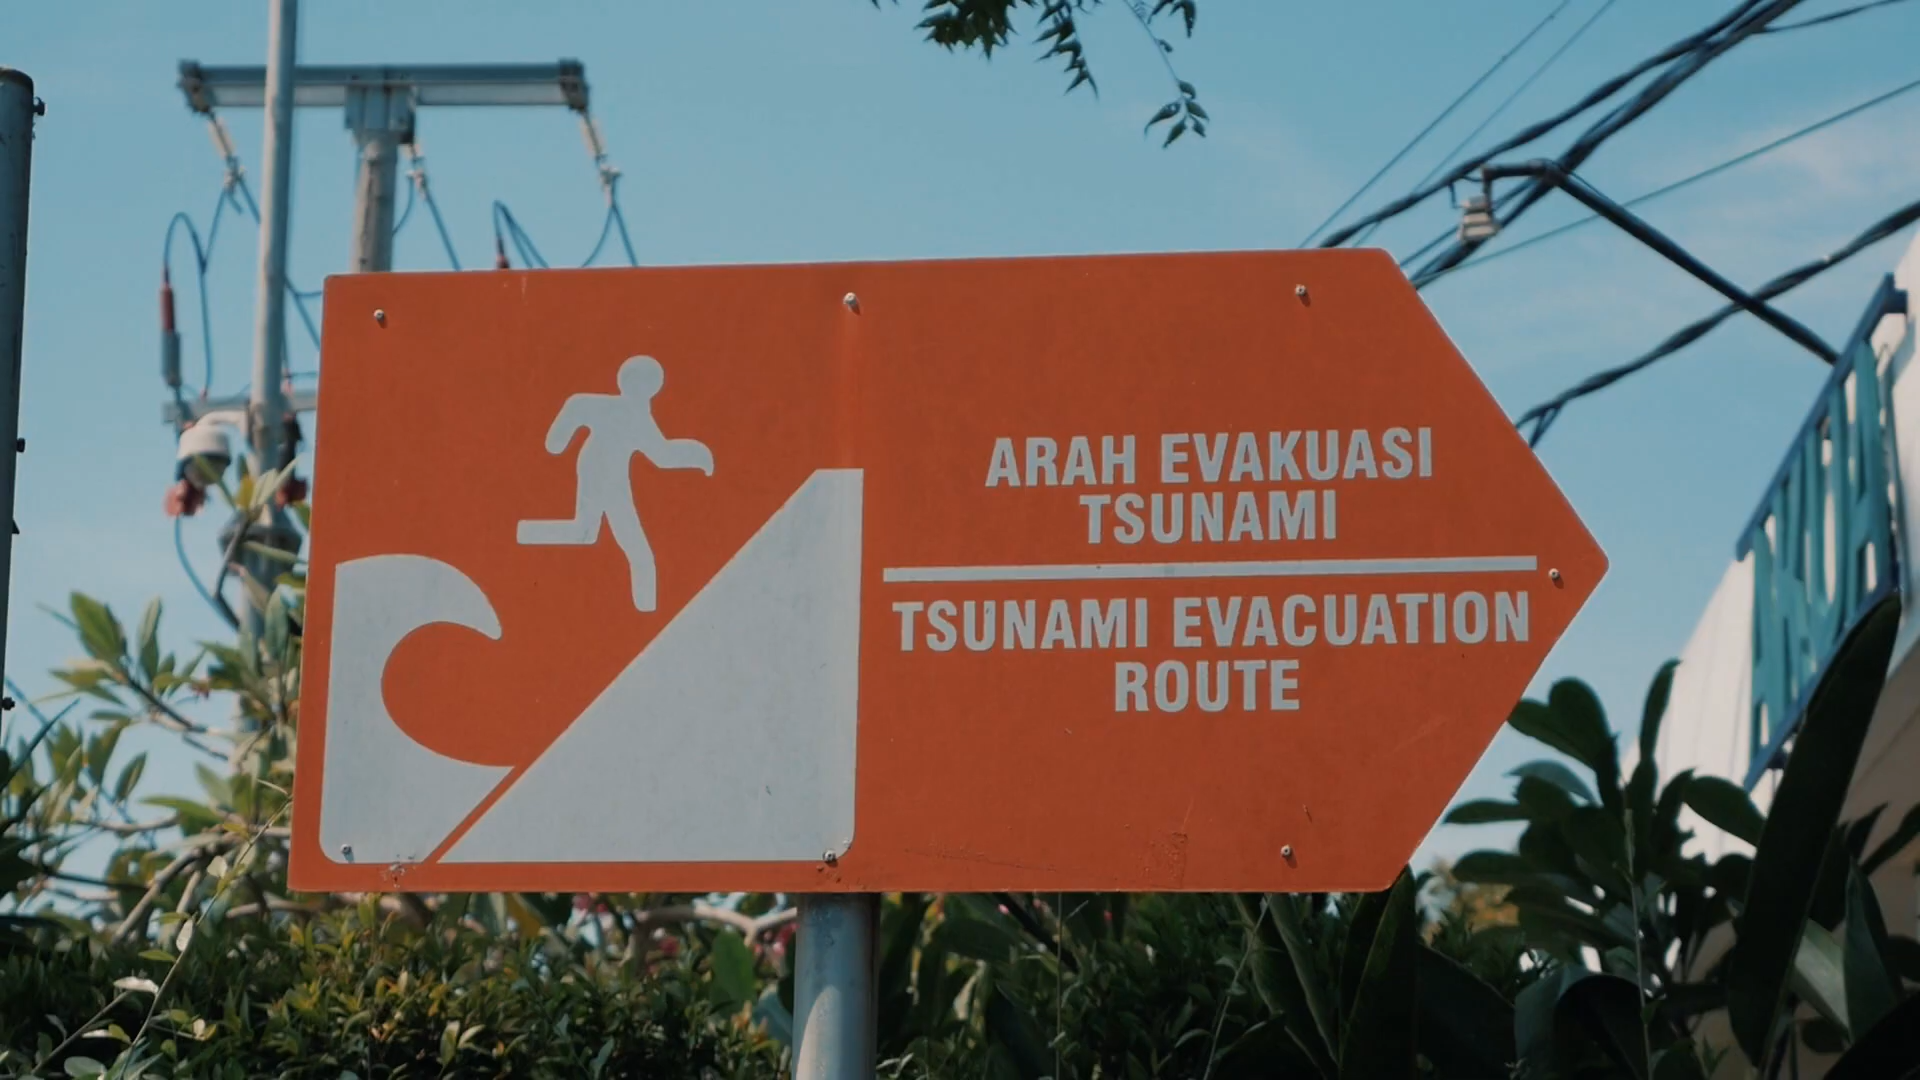 ARAH EVAKUASI
TSUNAMI
TSUNAMI EVACUATION
ROUTE